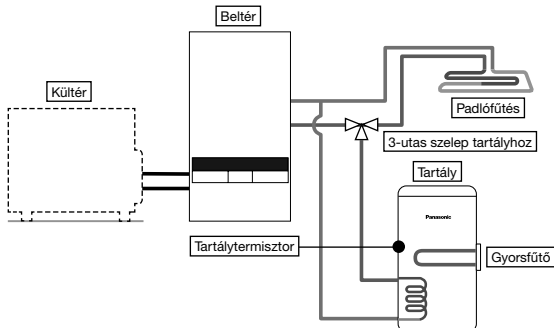 Beltér
Kültér
Padlófűtés
3-utas szelep tartályhoz
Tartály
Panasonic
Tartálytermisztor
Gyorsfűtő